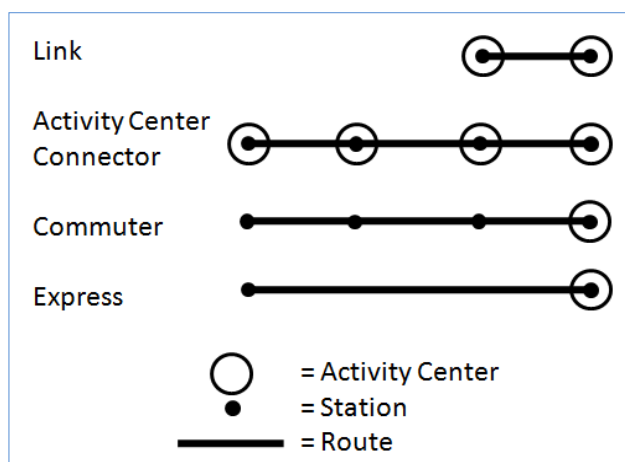 Link
Activity Center
Connector
Commuter
Express
= Activity Center
= Station
= Route